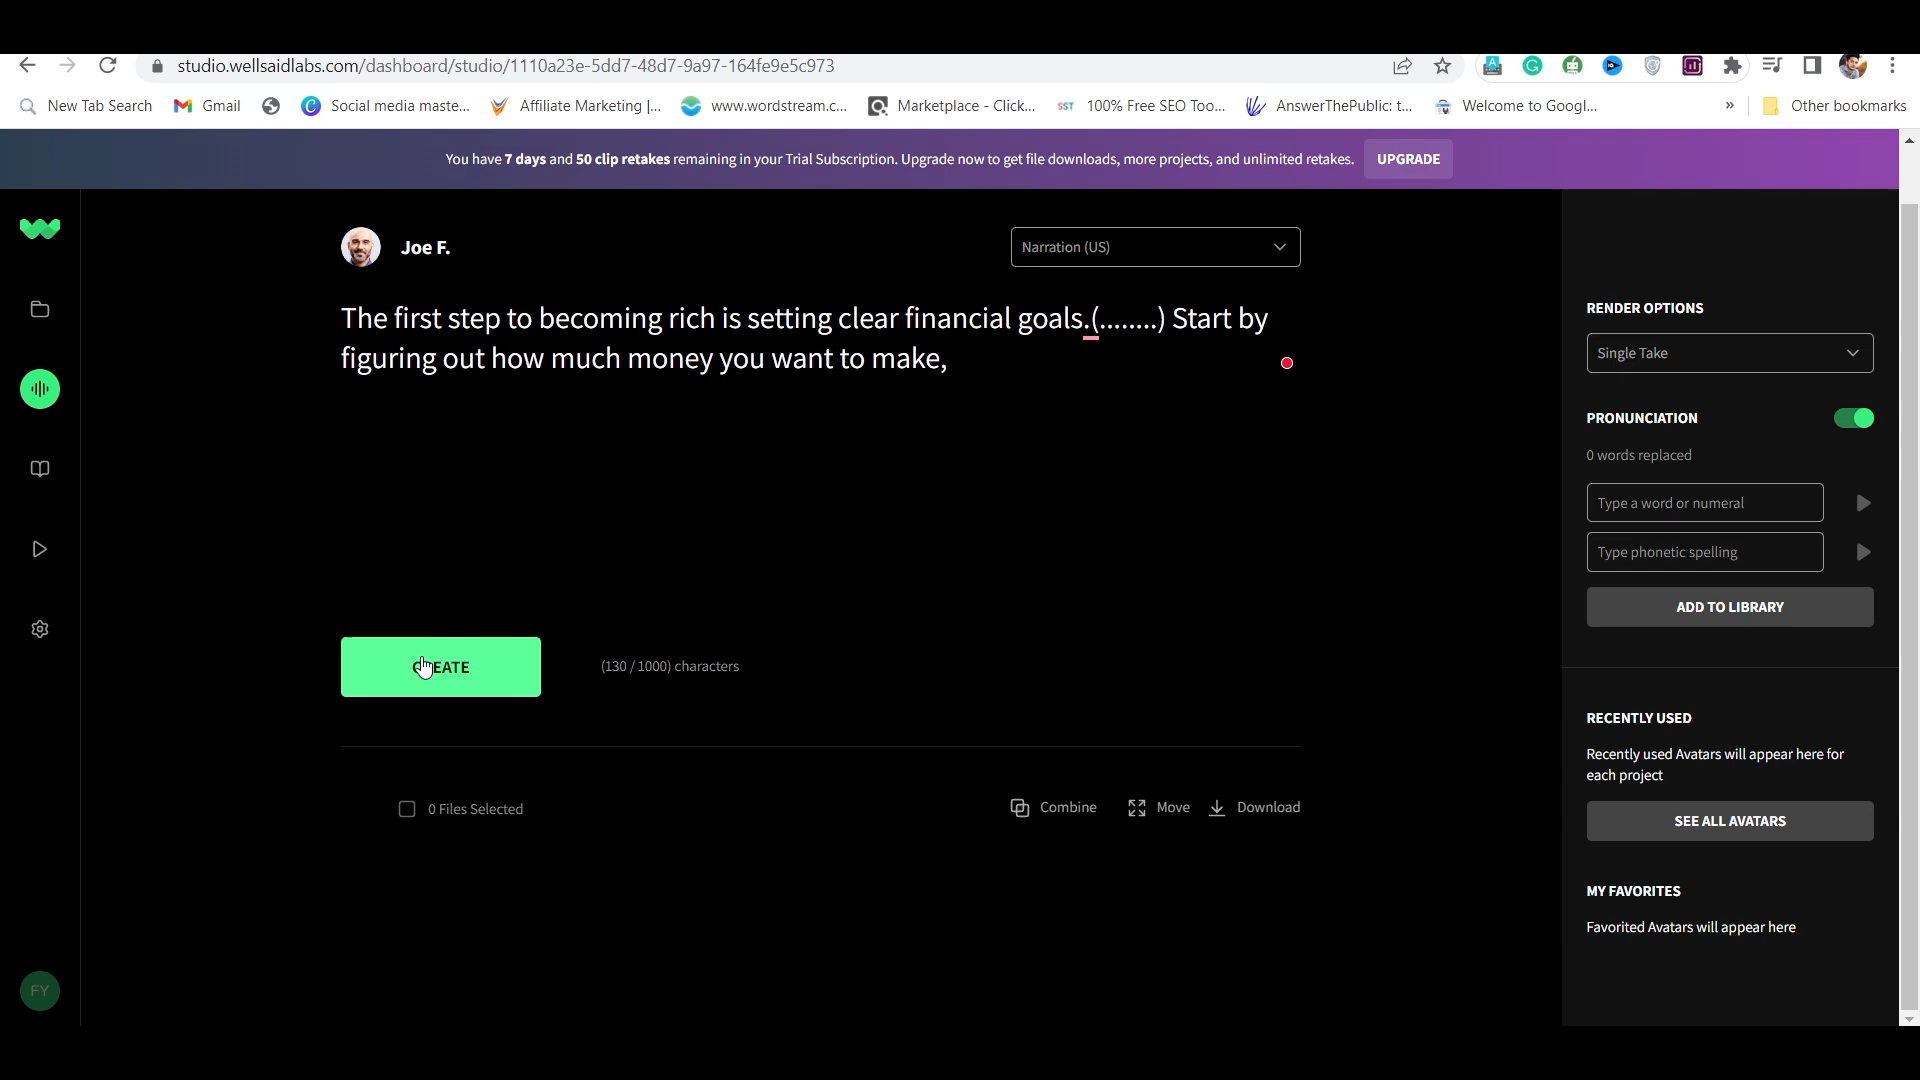 studio.wellsaidlabs.com/dashboard/studio/1110a23e-5dd7-48d7-9a97-164fe9e5c973
New Tab Search Gmail Social media maste... Affiliate Marketing |... www.wordstream.c... Marketplace - Click... SST 100% Free SEO Too... AnswerThePublic: t... Welcome to Googl... » Other bookmarks
You have 7 days and 50 clip retakes remaining in your Trial Subscription. Upgrade now to get file downloads, more projects, and unlimited retakes. UPGRADE
Joe F.
Narration (US)
The first step to becoming rich is setting clear financial goals.(........) Start by
figuring out how much money you want to make,
CREATE
(130 / 1000) characters
0 Files Selected
Combine Move Download
RENDER OPTIONS
Single Take
PRONUNCIATION
0 words replaced
Type a word or numeral
Type phonetic spelling
ADD TO LIBRARY
RECENTLY USED
Recently used Avatars will appear here for
each project
SEE ALL AVATARS
MY FAVORITES
Favorited Avatars will appear here
FY